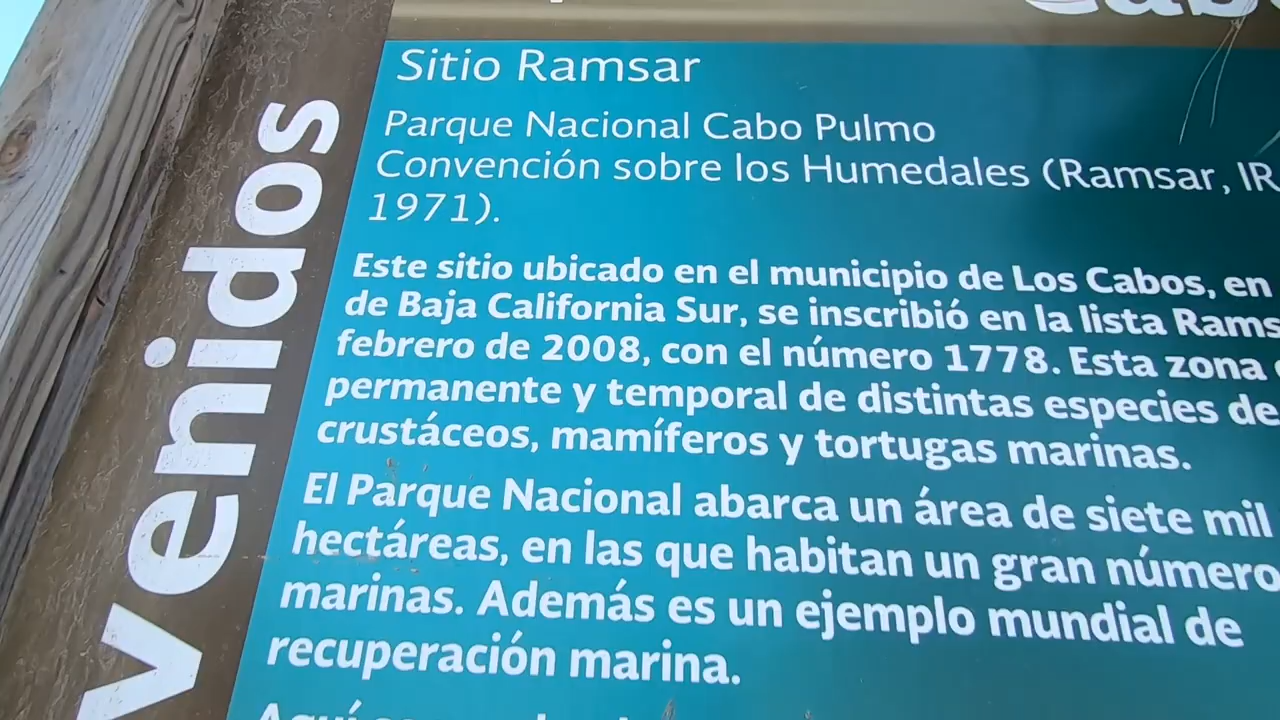 Sitio Ramsar
Parque Nacional Cabo Pulmo
Convención sobre los Humedales (Ramsar, IR
1971).
Este sitio ubicado en el municipio de Los Cabos, en
de Baja California Sur, se inscribió en la lista Rams
febrero de 2008, con el número 1778. Esta zona
permanente y temporal de distintas especies de
crustáceos, mamíferos y tortugas marinas.
El Parque Nacional abarca un área de siete mil
hectáreas, en las que habitan un gran número
marinas. Además es un ejemplo mundial de
recuperación marina.
venidos